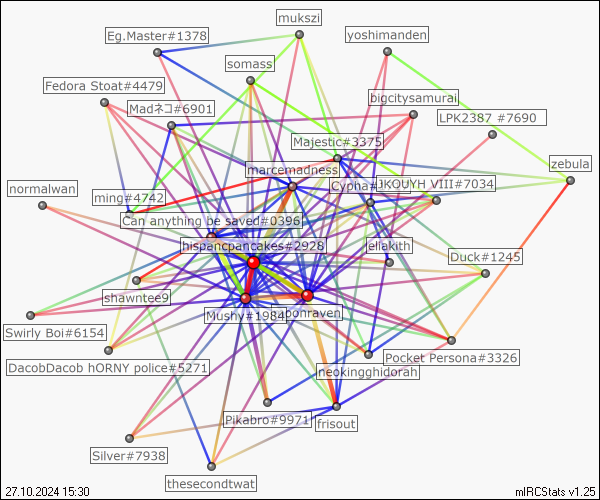 mukszi
Eg.Master#1378
yoshimanden
somass
Fedora Stoat#4479
bigcitysamurai
Madネコ#6901
LPK2387 #7690
Majestic#3375
zebula
marcemadness
normalwan
ming#4742
Cypha#
JKQUYH VIII#7034
Can anything be saved#0396
hispancpancakes#2928
eliakith
Duck#1245
shawntee9
Mushy#1984
Swirly Boi#6154
Pocket Persona#3326
DacobDacob hORNY police#5271
neokingghidorah
Pikabro#9971
frisout
Silver#7938
thesecondtwat
27.10.2024 15:30
mIRCStats v1.25